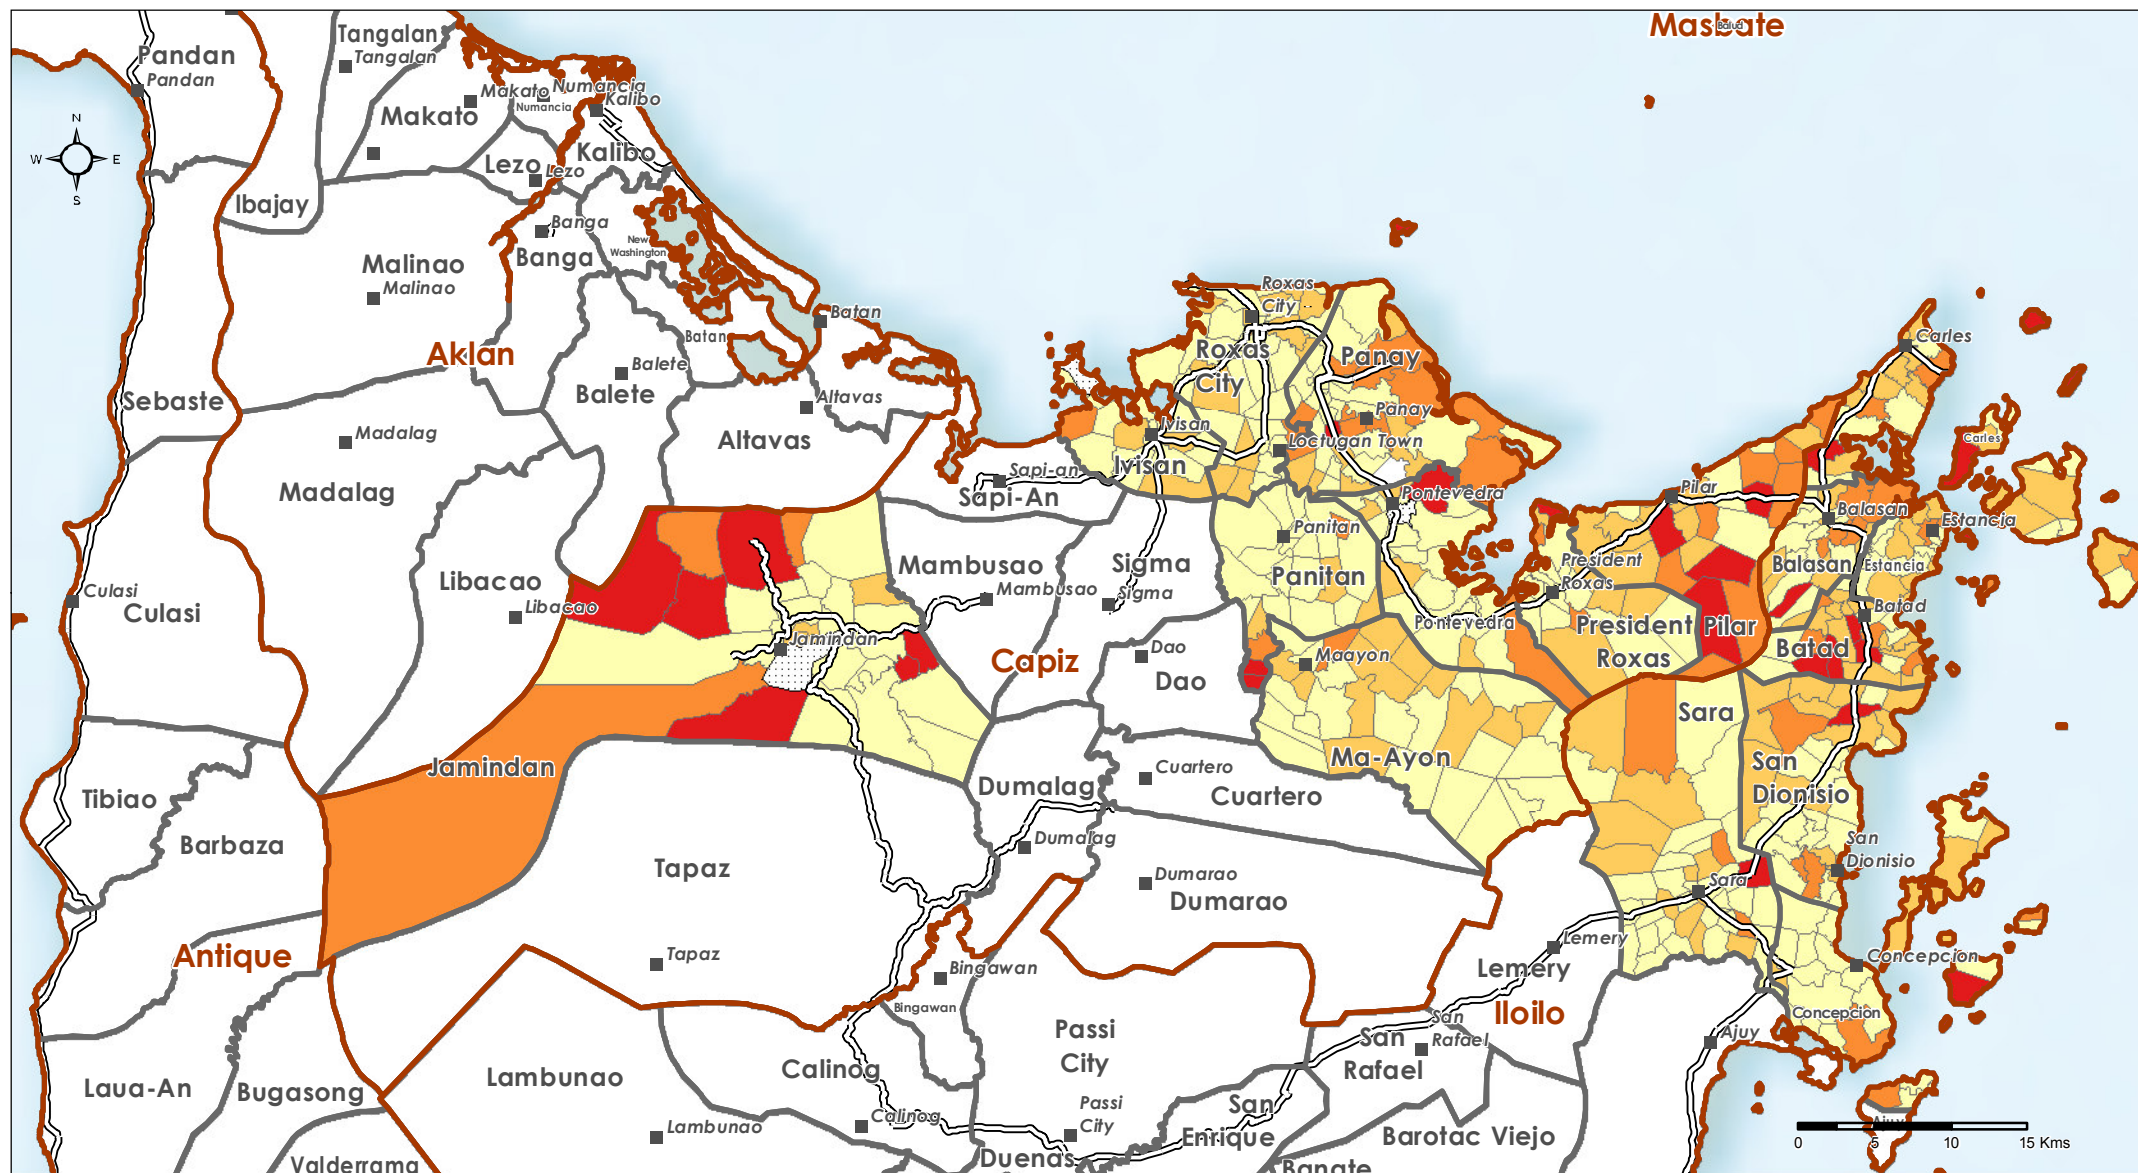 Masbate
Balud
Tangalan
Tangalan
Pandan
Pandan
Makato
Numancia
Numancia
Kalibo
Makato
Kalibo
Lezo
Lezo
N
W
E
S
Ibajay
Banga
Banga
New
Washington
Malinao
Malinao
Batan
Batan
Roxas
City
Carles
Aklan
Balete
Balete
Roxas
City
Panay
Sebaste
Altavas
Altavas
Panay
Madalag
Madalag
Ivisan
Ivisan
Loctugan Town
Carles
Sapi-an
Sapi-An
Pontevedra
Pilar
Balasan
Estancia
Panitan
Panitan
Mambusao
Mambusao
Sigma
Sigma
President
Roxas
Balasan
Estancia
Libacao
Libacao
Culasi
Culasi
Batad
Batad
Jamindan
Pontevedra
President
Roxas
Pilar
Capiz
Dao
Dao
Maayon
Sara
Jamindan
Ma-Ayon
San
Dionisio
Dumalag
Cuartero
Cuartero
Tibiao
Barbaza
Dumalag
San
Dionisio
Tapaz
Dumarao
Dumarao
Sara
Antique
Tapaz
Bingawan
Bingawan
Lemery
Lemery
Concepcion
Iloilo
Concepcion
Passi
City
San
Rafael
San
Rafael
Ajuy
Laua-An
Bugasong
Lambunao
Calinog
Calinog
Passi
City
San
Enrique
Barotac Viejo
Ajuy
Lambunao
0
5
10
15 Kms
Valderrama
Duenas
Banate